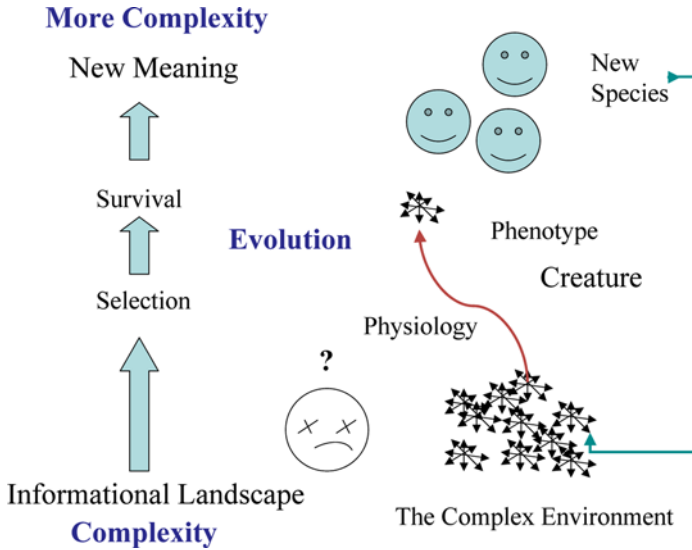 More Complexity
New Meaning
New
Species
Survival
Evolution
Phenotype
Creature
Selection
Physiology
?
Informational Landscape
Complexity
The Complex Environment